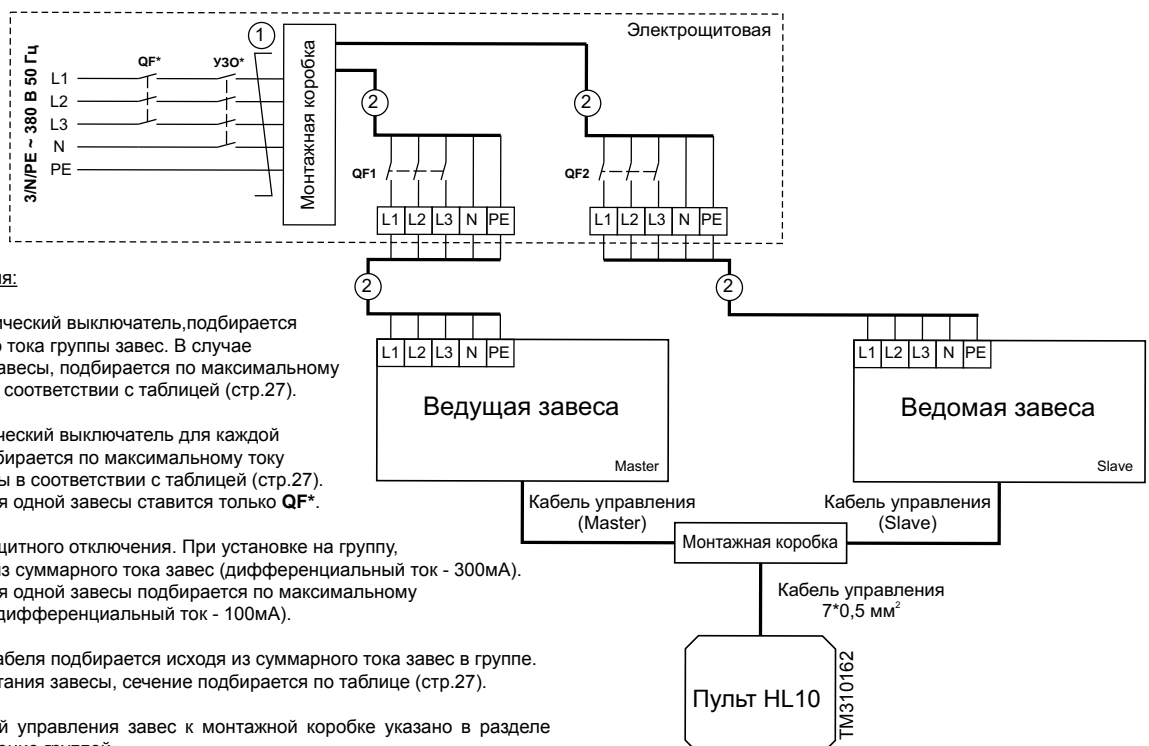 Электрощитовая
3/N/PE ~ 380 В 50 Гц
QF*
УЗО*
1
L1
L2
L3
N
PE
Монтажная коробка
2
2
QF1
QF2
L1 L2 L3 N PE
L1 L2 L3 N PE
2
2
L1 L2 L3 N PE
L1 L2 L3 N PE
Ведущая завеса
Master
Ведомая завеса
Slave
Кабель управления
(Master)
Кабель управления
(Slave)
Монтажная коробка
Кабель управления
7*0,5 мм²
Пульт HL10
TM310162
ия:
ический выключатель,подбирается
о тока группы завес. В случае
авесы, подбирается по максимальному
соответствии с таблицей (стр.27).
ческий выключатель для каждой
бирается по максимальному току
ы в соответствии с таблицей (стр.27).
я одной завесы ставится только QF*.
щитного отключения. При установке на группу,
из суммарного тока завес (дифференциальный ток - 300мА).
я одной завесы подбирается по максимальному
дифференциальный ток - 100мА).
абеля подбирается исходя из суммарного тока завес в группе.
тания завесы, сечение подбирается по таблице (стр.27).
й управления завес к монтажной коробке указано в разделе